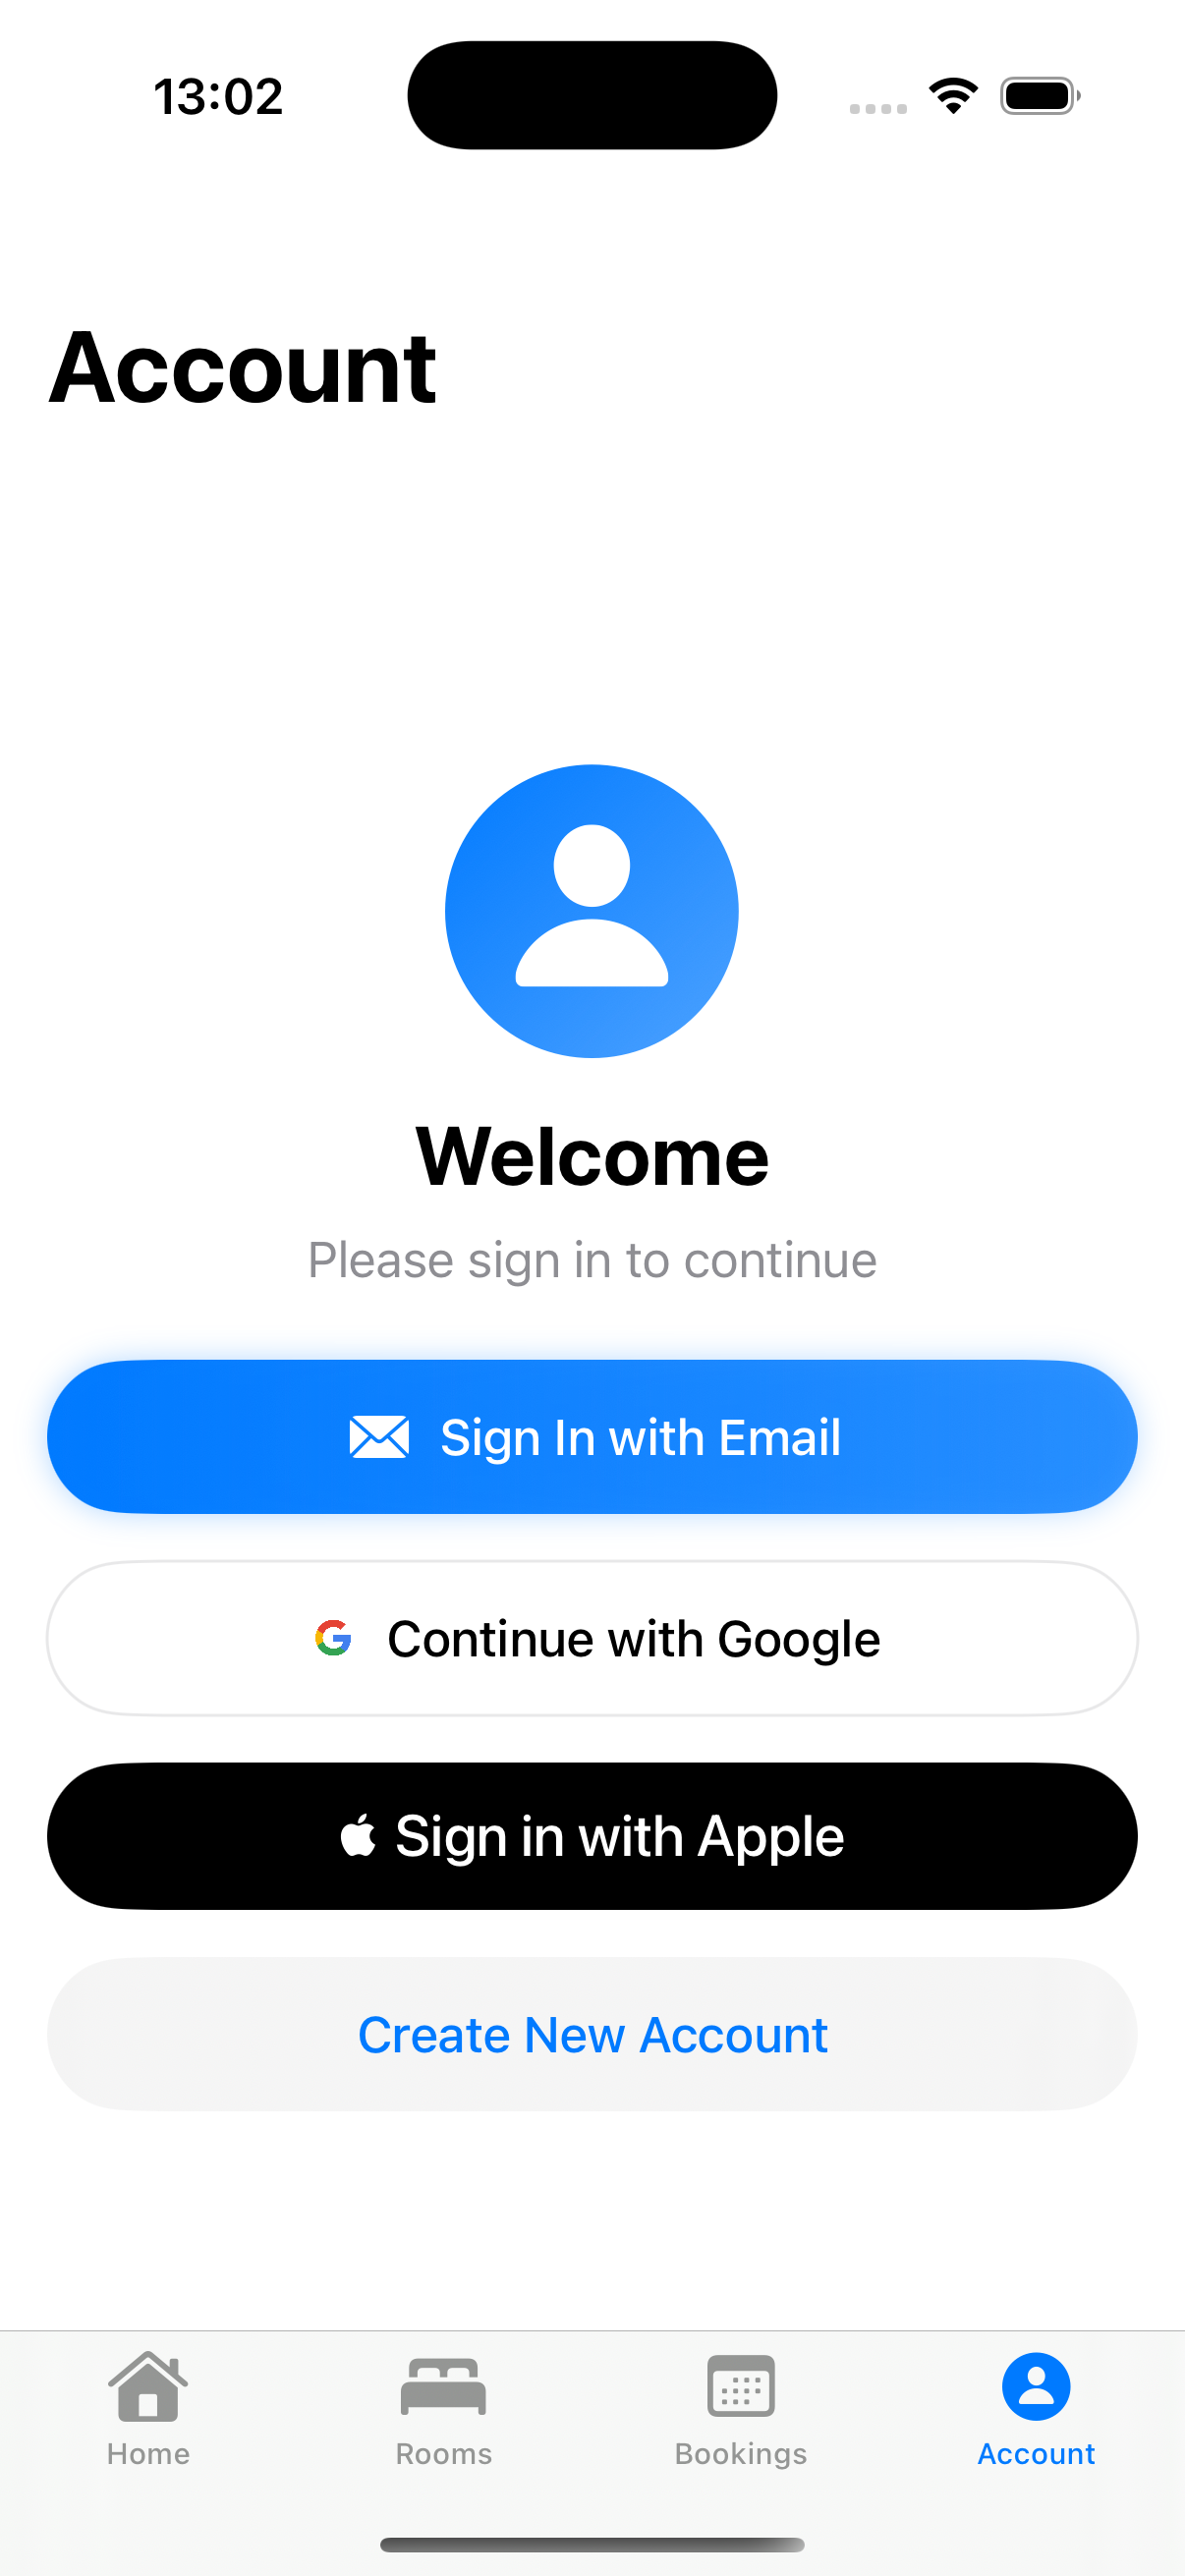 13:02
Account
Welcome
Please sign in to continue
Sign In with Email
Continue with Google
Sign in with Apple
Create New Account
Home
Rooms
Bookings
Account